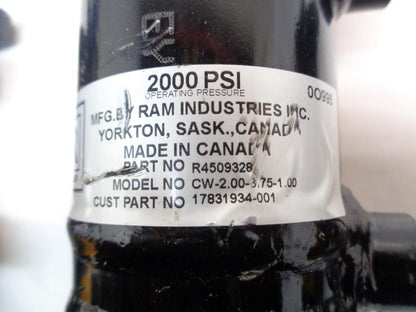 2000 PSI
OPERATING PRESSURE
00995
MFG.BY RAM INDUSTRIES INC.
YORKTON, SASK.,CANADA
MADE IN CANADA
PART NO R4509328
MODEL NO CW-2.00-3.75-1.00
CUST PART NO 17831934-001